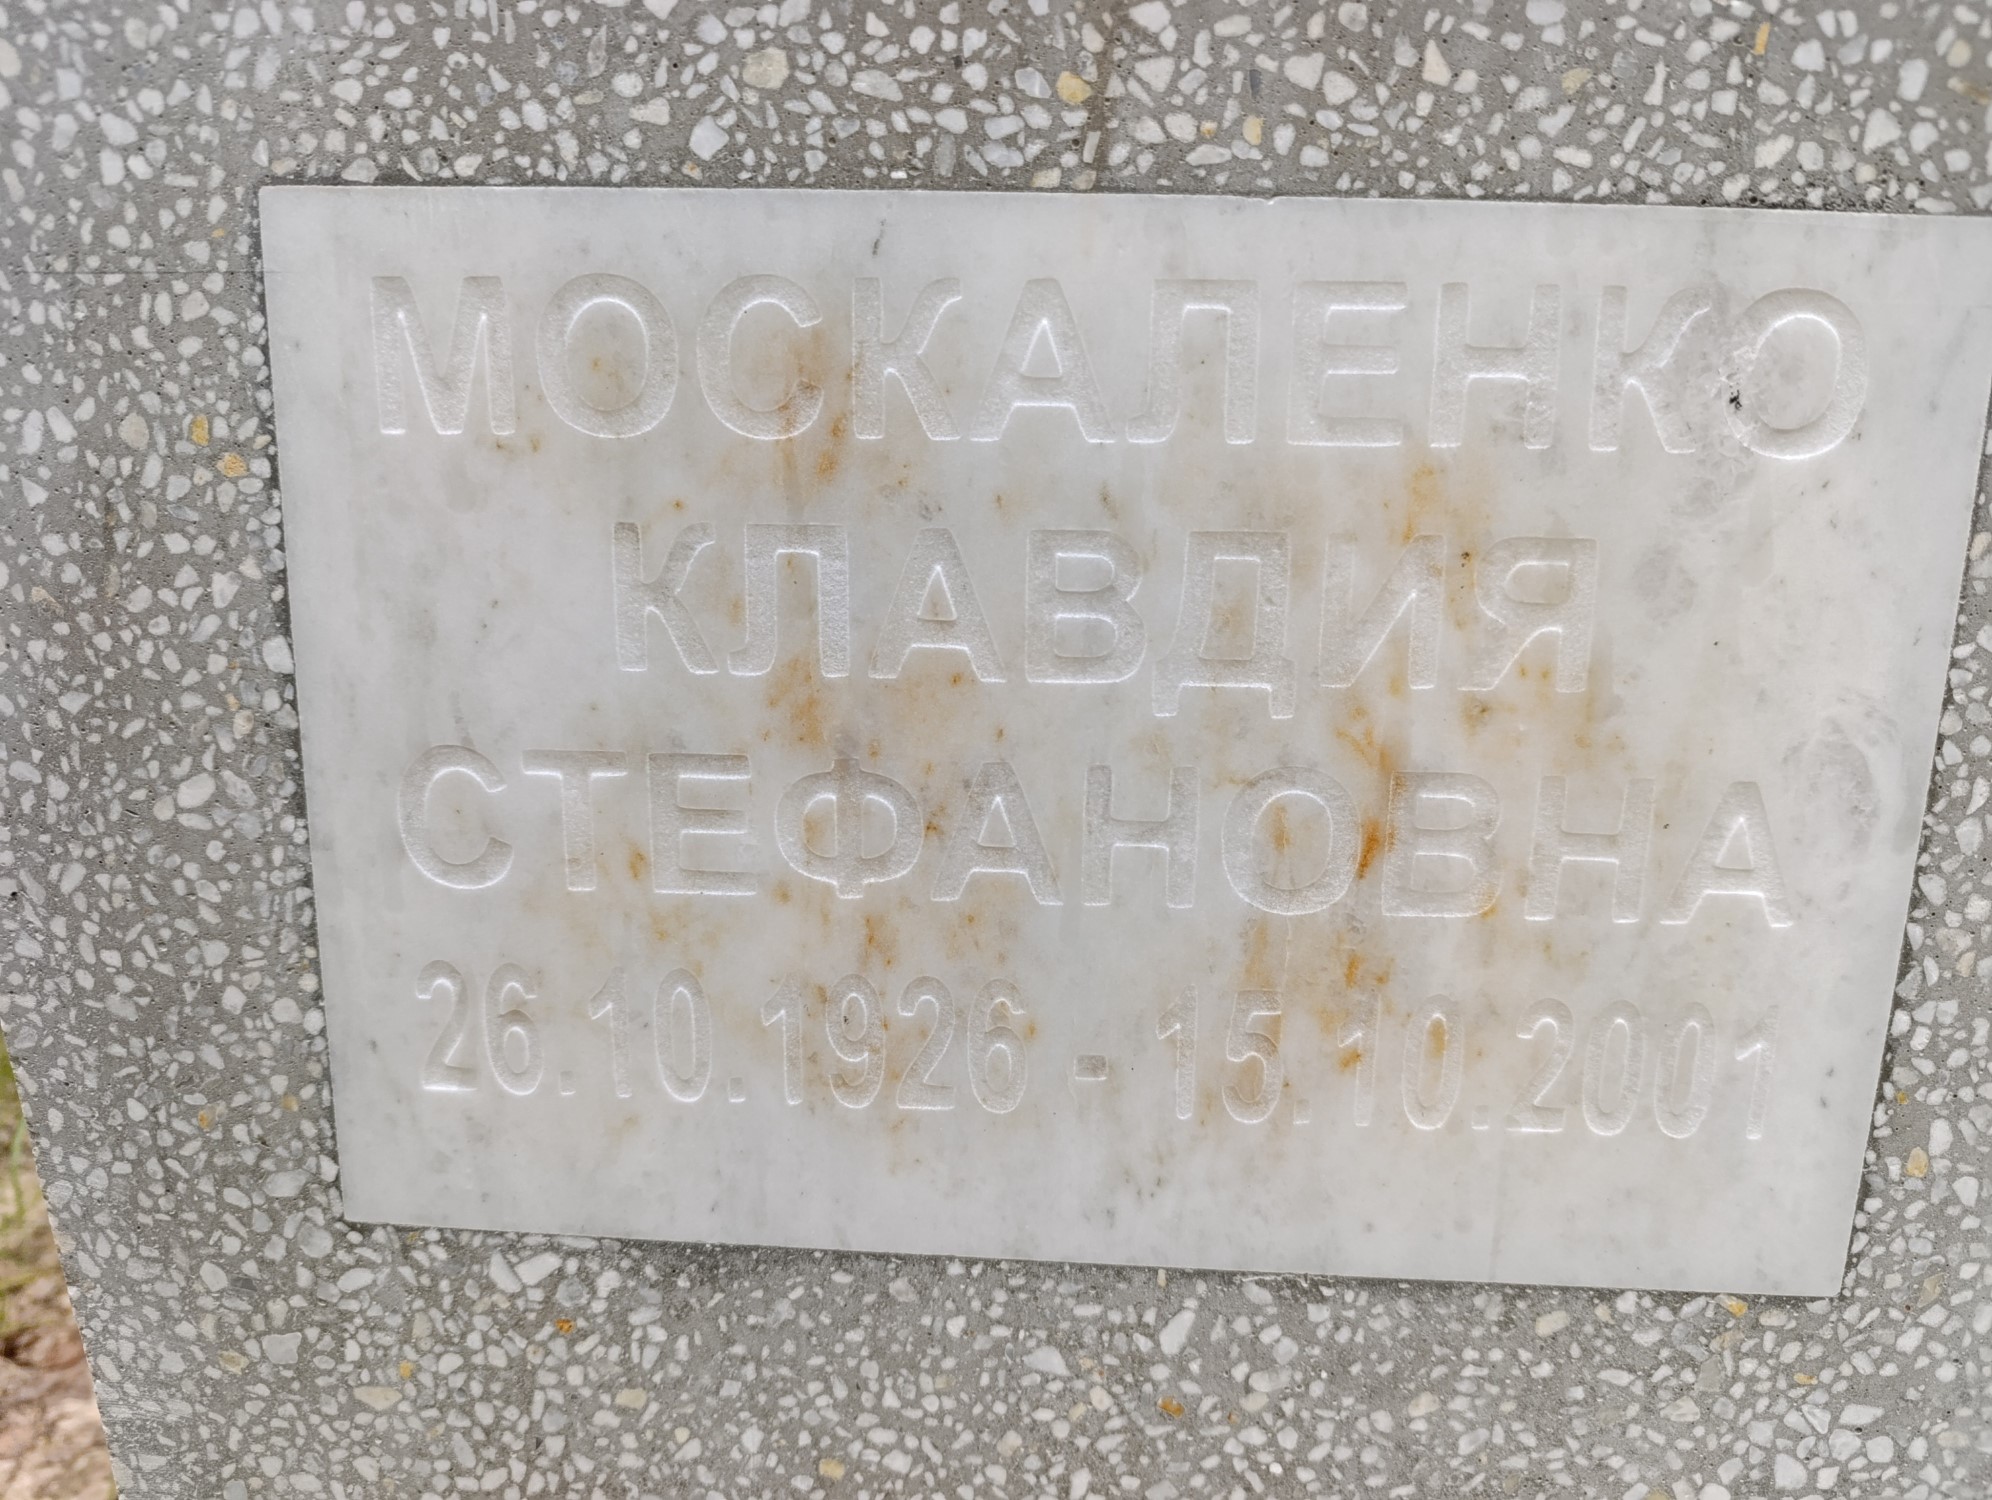 МОСКАЛЕНКО
КЛАВДИЯ
СТЕФАНОВНА
26.10.1926 - 15.10.2001